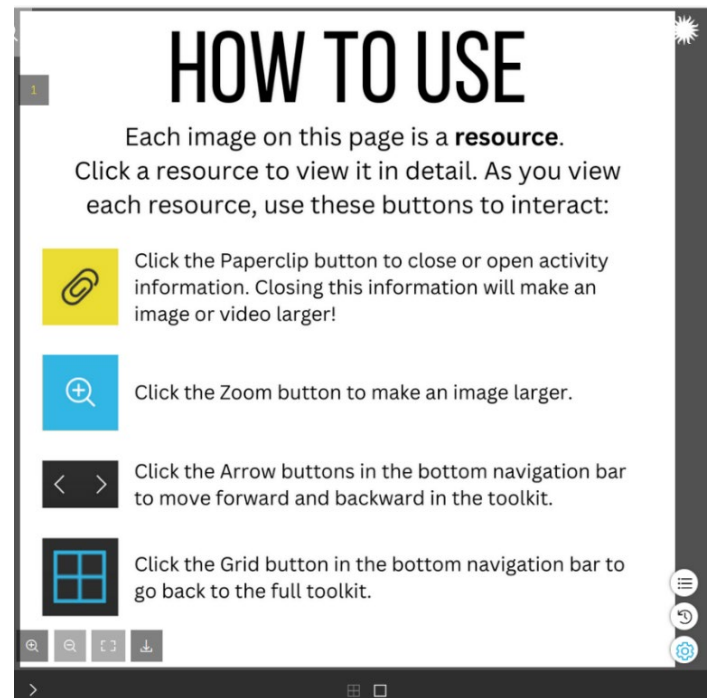 1
HOW TO USE
Each image on this page is a resource.
Click a resource to view it in detail. As you view
each resource, use these buttons to interact:
Click the Paperclip button to close or open activity
information. Closing this information will make an
image or video larger!
Click the Zoom button to make an image larger.
Click the Arrow buttons in the bottom navigation bar
to move forward and backward in the toolkit.
Click the Grid button in the bottom navigation bar to
go back to the full toolkit.